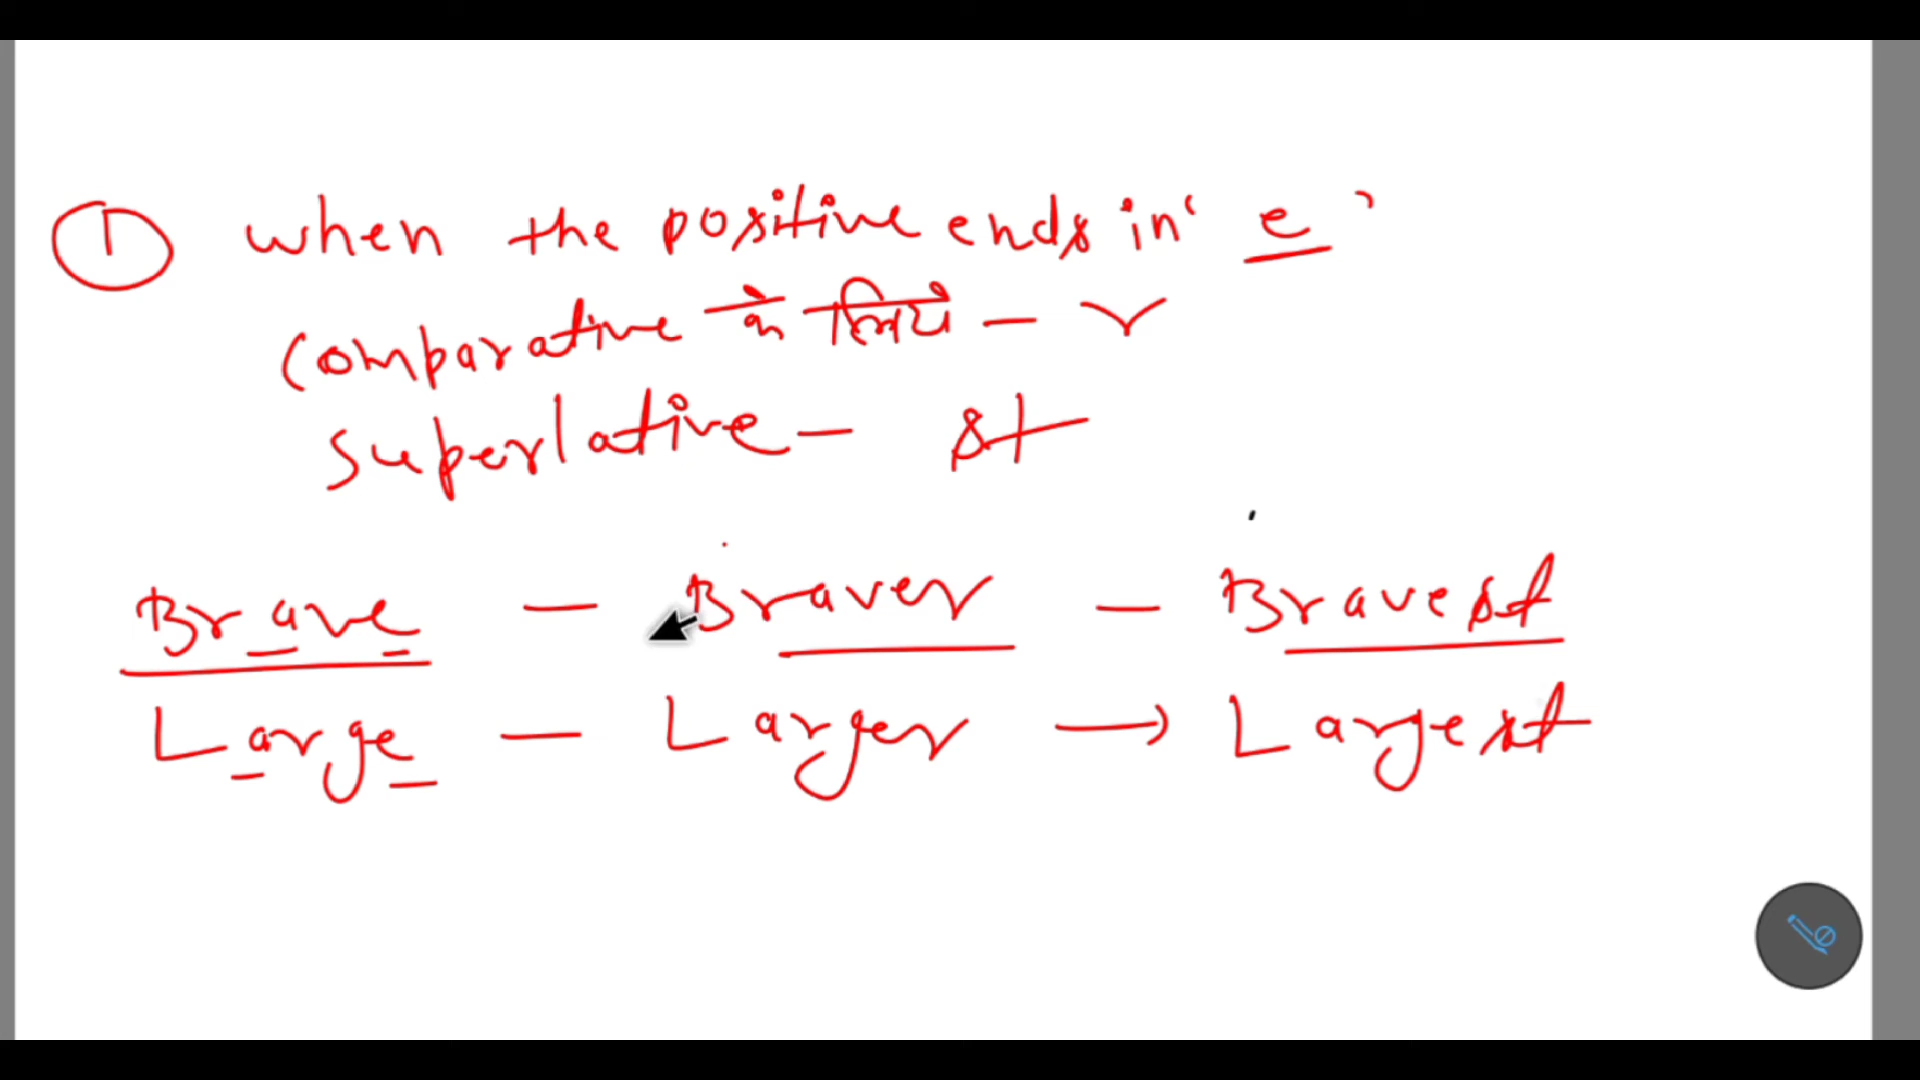 ① when the positive ends in 'e'
Comparative के लिये – r
Superlative – st
Brave – Braver – Bravest
Large – Larger → Largest